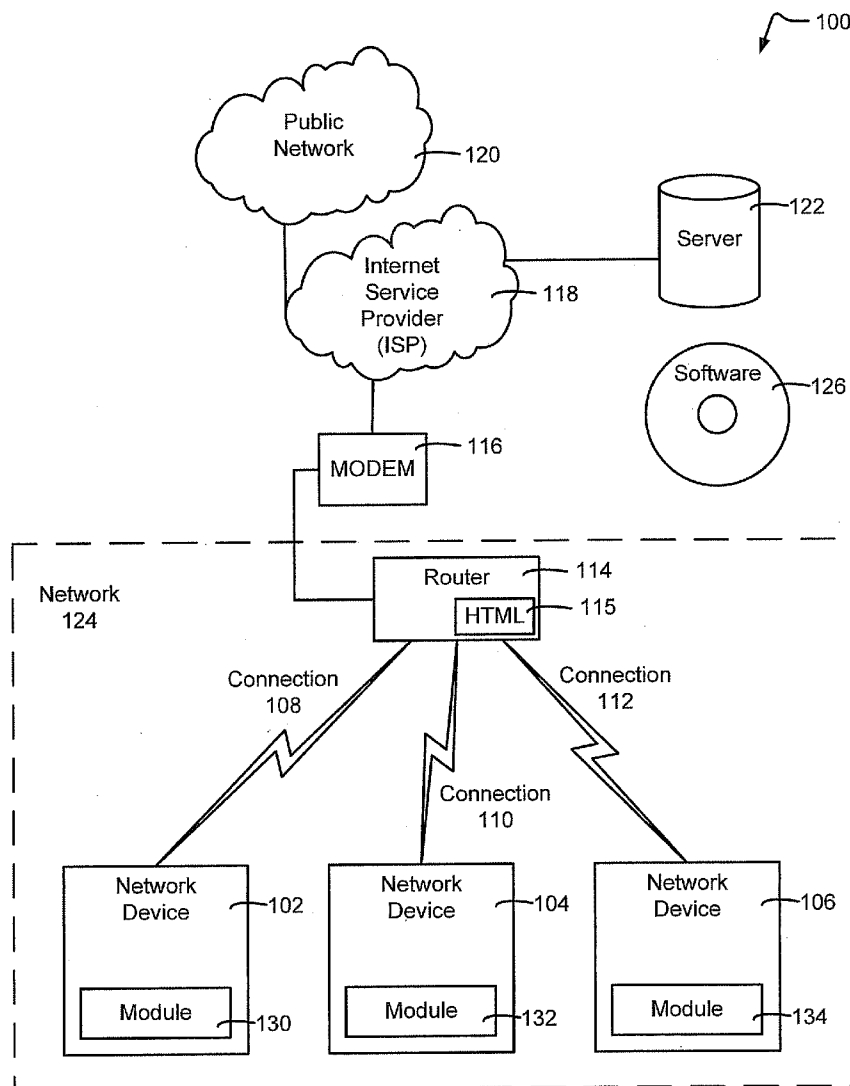 100
Public
Network
120
122
Server
Internet
Service
Provider
(ISP)
118
Software
126
116
MODEM
Router
114
115
HTML
Network
124
Connection
108
Connection
112
Connection
110
Network
Device
102
Network
Device
104
Network
Device
106
Module
130
Module
132
Module
134